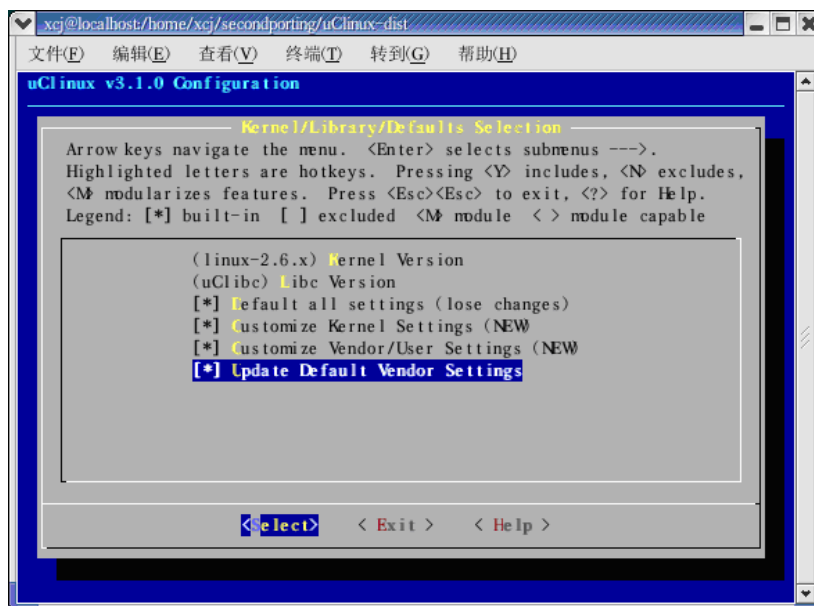 xcj@localhost:/home/xcj/secondporting/uClinux-dist
文件(F) 编辑(E) 查看(V) 终端(T) 转到(G) 帮助(H)
uClinux v3.1.0 Configuration
Kernel/Library/Defaults Selection
Arrow keys navigate the menu. <Enter> selects submenus --->.
Highlighted letters are hotkeys. Pressing <Y> includes, <N> excludes,
<M> modularizes features. Press <Esc><Esc> to exit, <?> for Help.
Legend: [*] built-in [ ] excluded <M> module < > module capable
(linux-2.6.x) Kernel Version
(uClibc) Libc Version
[*] Default all settings (lose changes)
[*] Customize Kernel Settings (NEW)
[*] Customize Vendor/User Settings (NEW)
[*] Update Default Vendor Settings
<Select> < Exit > < Help >